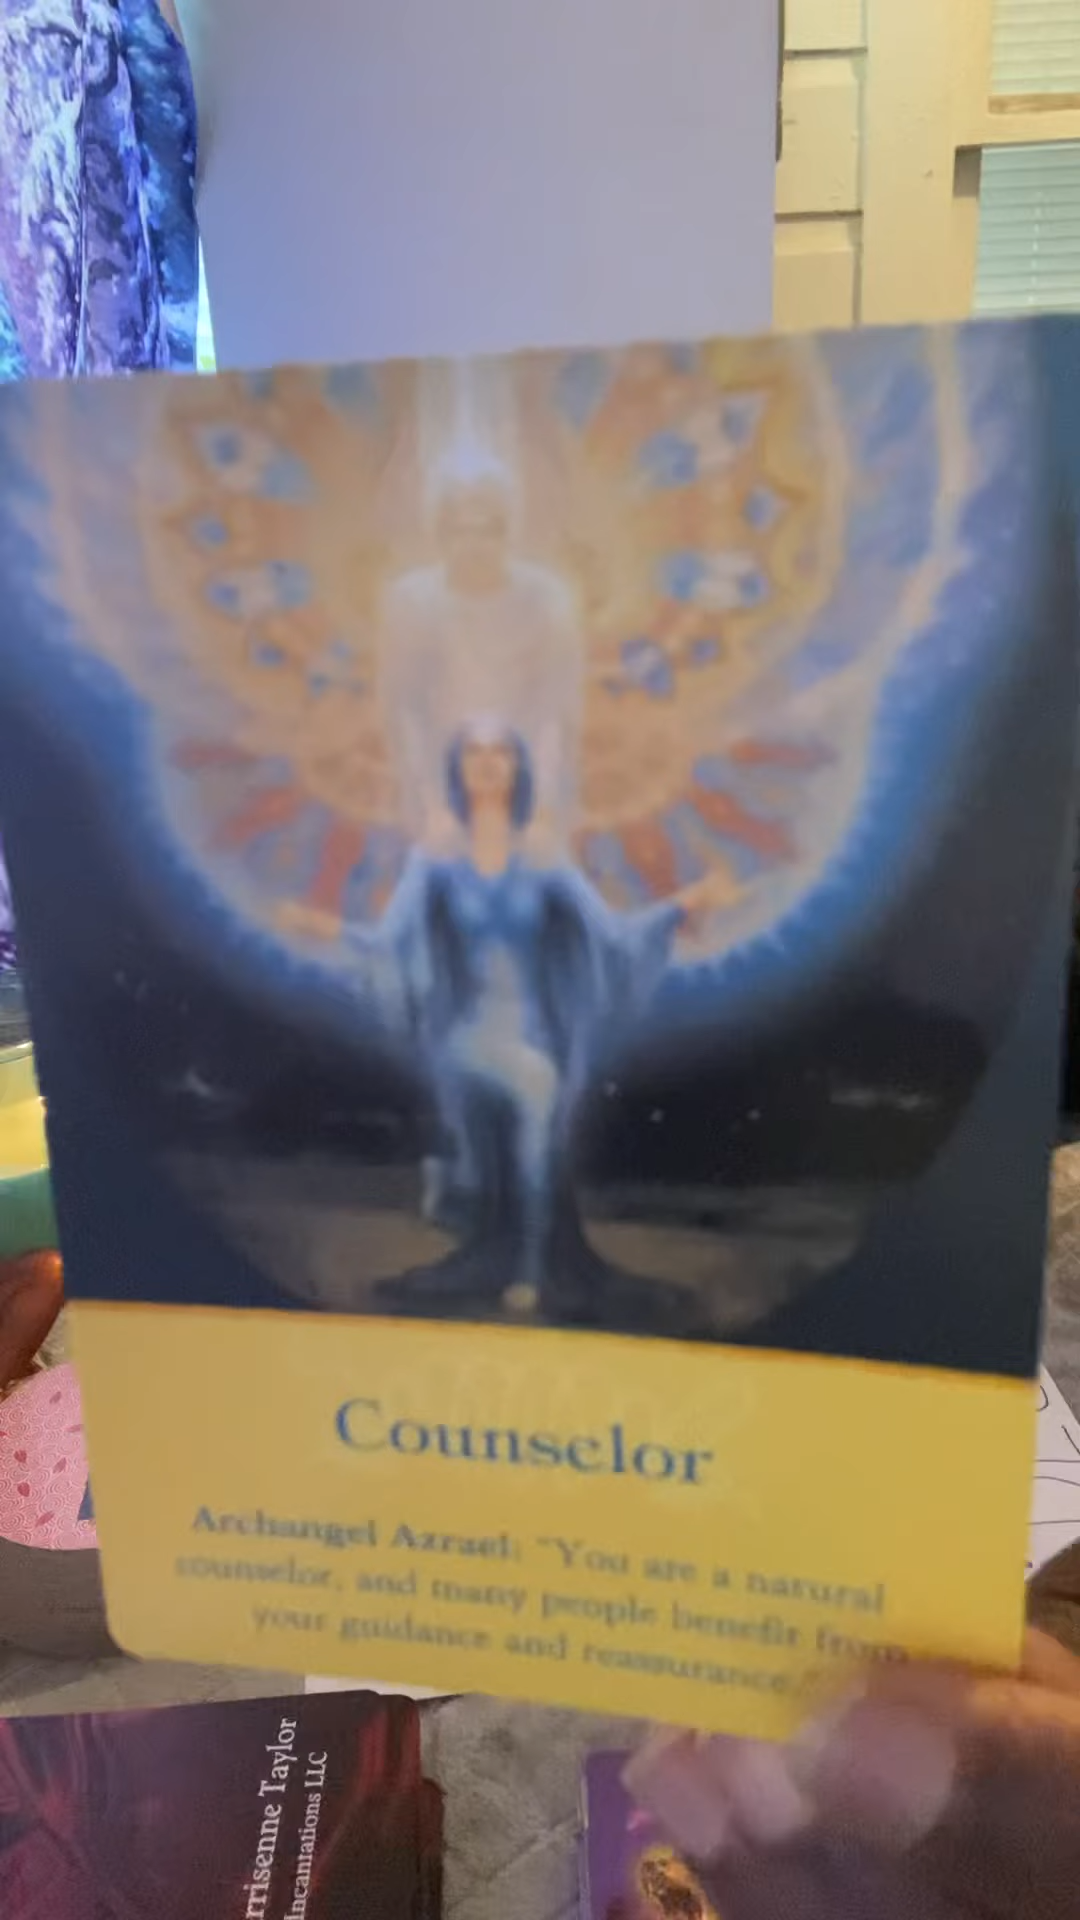 Counselor
Archangel Azrael: "You are a natural
counselor, and many people benefit from
your guidance and reassurance."
rrisenne Taylor
Incantations LLC